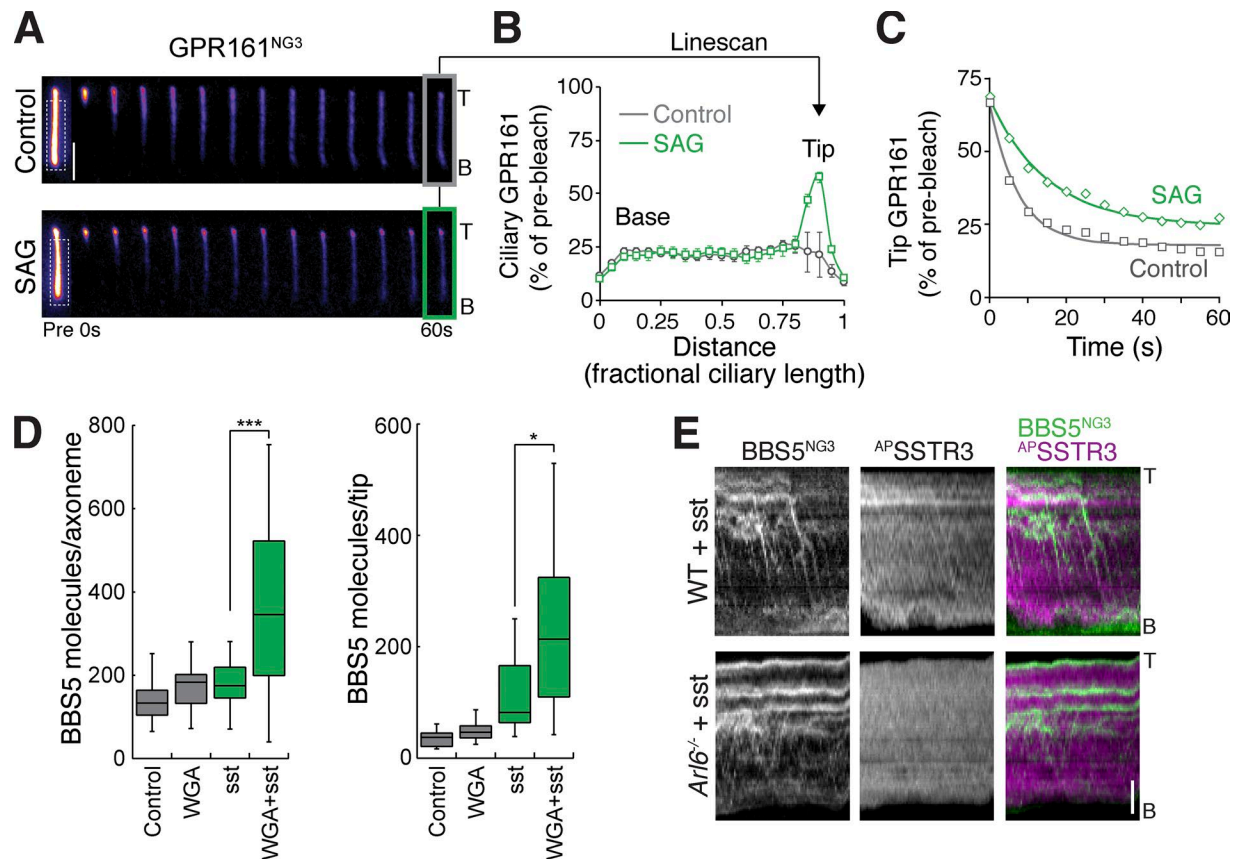 A
GPR161NG3
Control
SAG
T
B
T
B
Pre 0s
60s
B
Linescan
Ciliary GPR161
(% of pre-bleach)
100
75
50
25
0
Control
SAG
Tip
Base
0
0.25
0.5
0.75
1
Distance
(fractional ciliary length)
C
Tip GPR161
(% of pre-bleach)
75
50
25
0
SAG
Control
0
20
40
60
Time (s)
D
BBS5 molecules/axoneme
800
600
400
200
0
***
Control
WGA
sst
WGA+sst
BBS5 molecules/tip
600
400
200
0
*
Control
WGA
sst
WGA+sst
E
BBS5NG3
APSSTR3
BBS5NG3
APSSTR3
WT + sst
T
B
Arl6-/- + sst
T
B